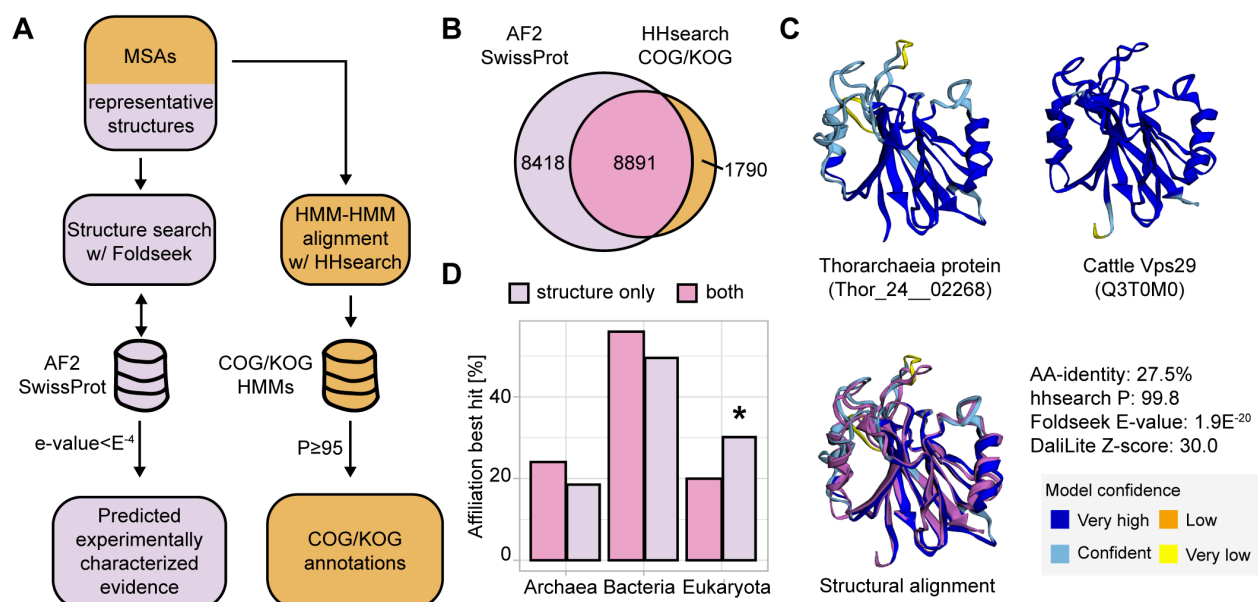 A
MSAs
representative
structures
Structure search
w/ Foldseek
HMM-HMM
alignment
w/ HHsearch
AF2
SwissProt
COG/KOG
HMMs
e-value<E-4
P≥95
Predicted
experimentally
characterized
evidence
COG/KOG
annotations
B
AF2
SwissProt
HHsearch
COG/KOG
8418
8891
1790
C
Thorarchaeia protein
(Thor_24__02268)
Cattle Vps29
(Q3T0M0)
Structural alignment
AA-identity: 27.5%
hhsearch P: 99.8
Foldseek E-value: 1.9E-20
DaliLite Z-score: 30.0
Model confidence
Very high
Low
Confident
Very low
D
structure only
both
Affiliation best hit [%]
40
20
0
*
Archaea
Bacteria
Eukaryota